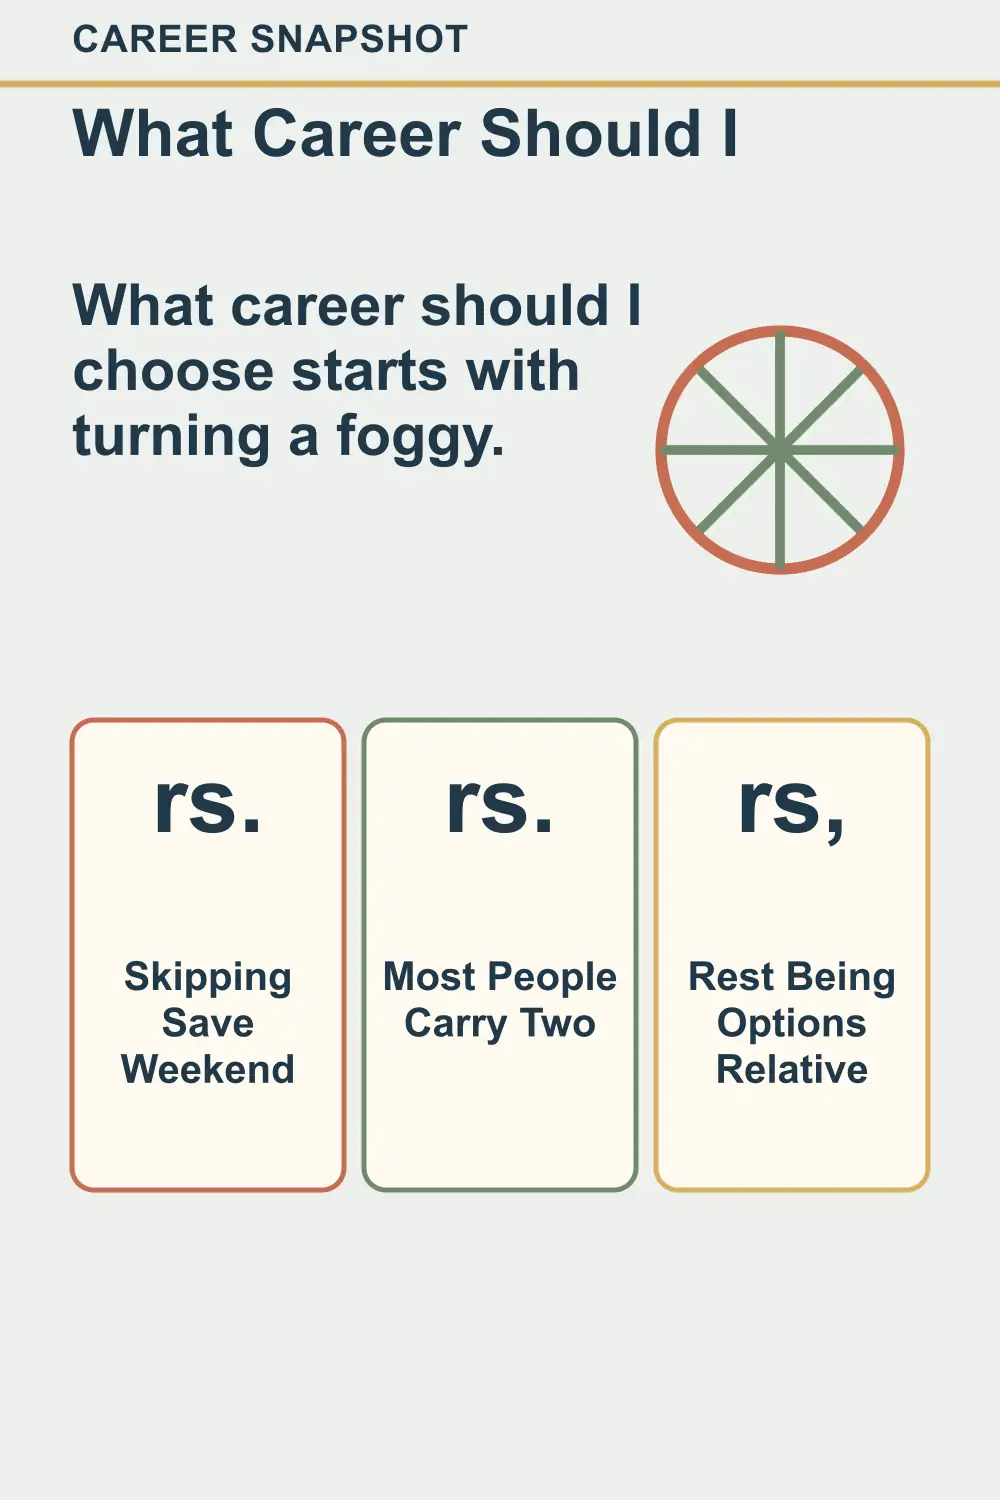 CAREER SNAPSHOT
What Career Should I
What career should I
choose starts with
turning a foggy.
rs.
Skipping
Save
Weekend
rs.
Most People
Carry Two
rs,
Rest Being
Options
Relative